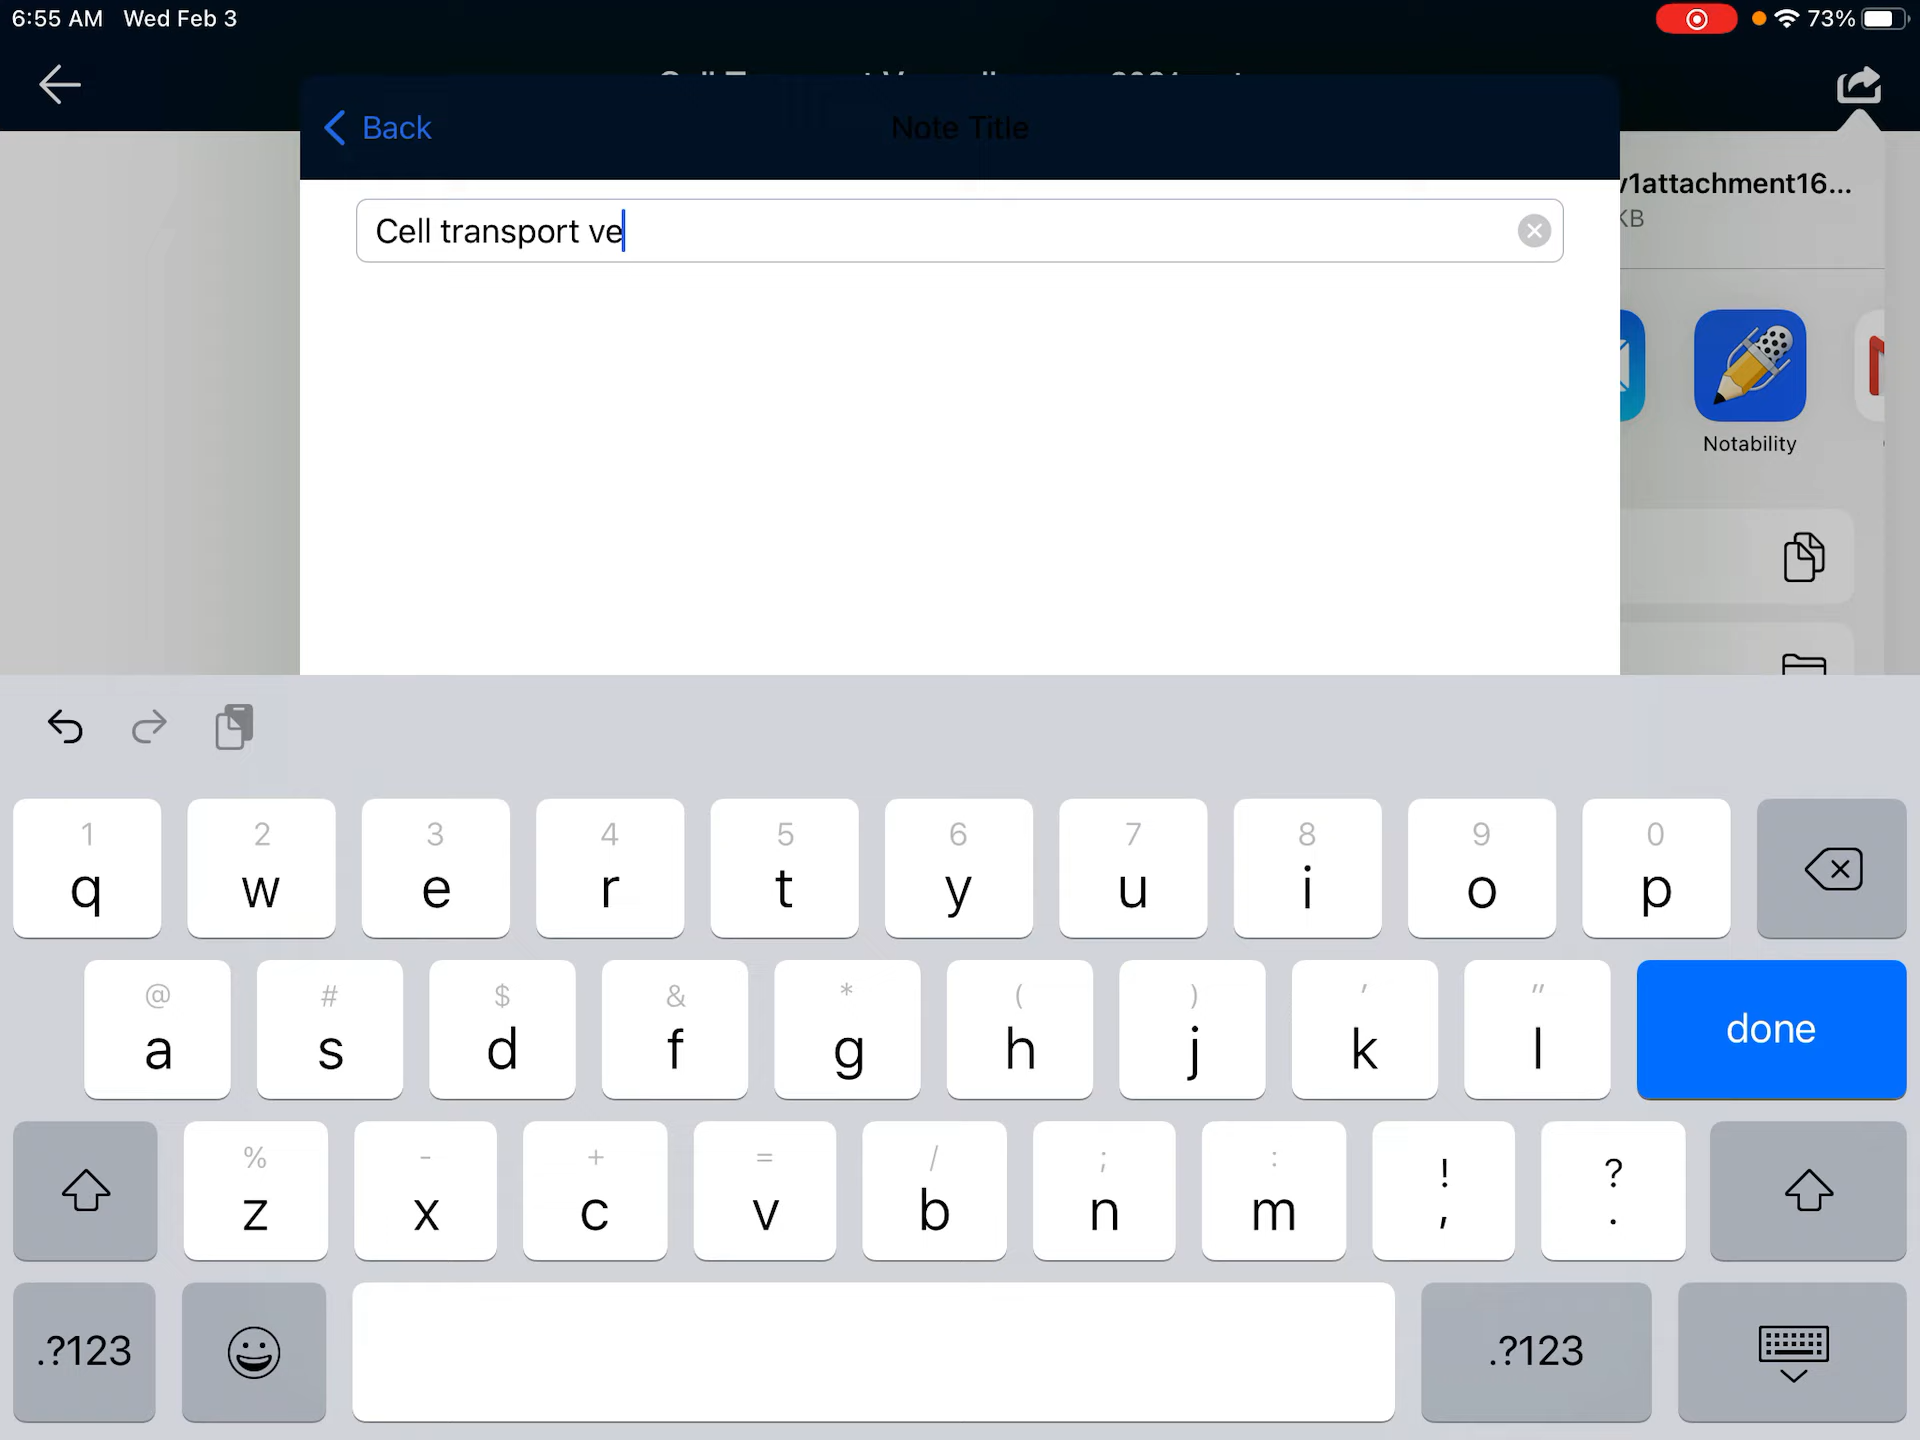 6:55 AM Wed Feb 3
73%
Back
Note Title
Cell transport ve
v1attachment16...
KB
Notability
1 2 3 4 5 6 7 8 9 0
q w e r t y u i o p
@ # $ & * ( ) ' "
a s d f g h j k l
done
% - + = / ; : ! ?
z x c v b n m , .
.?123
.?123